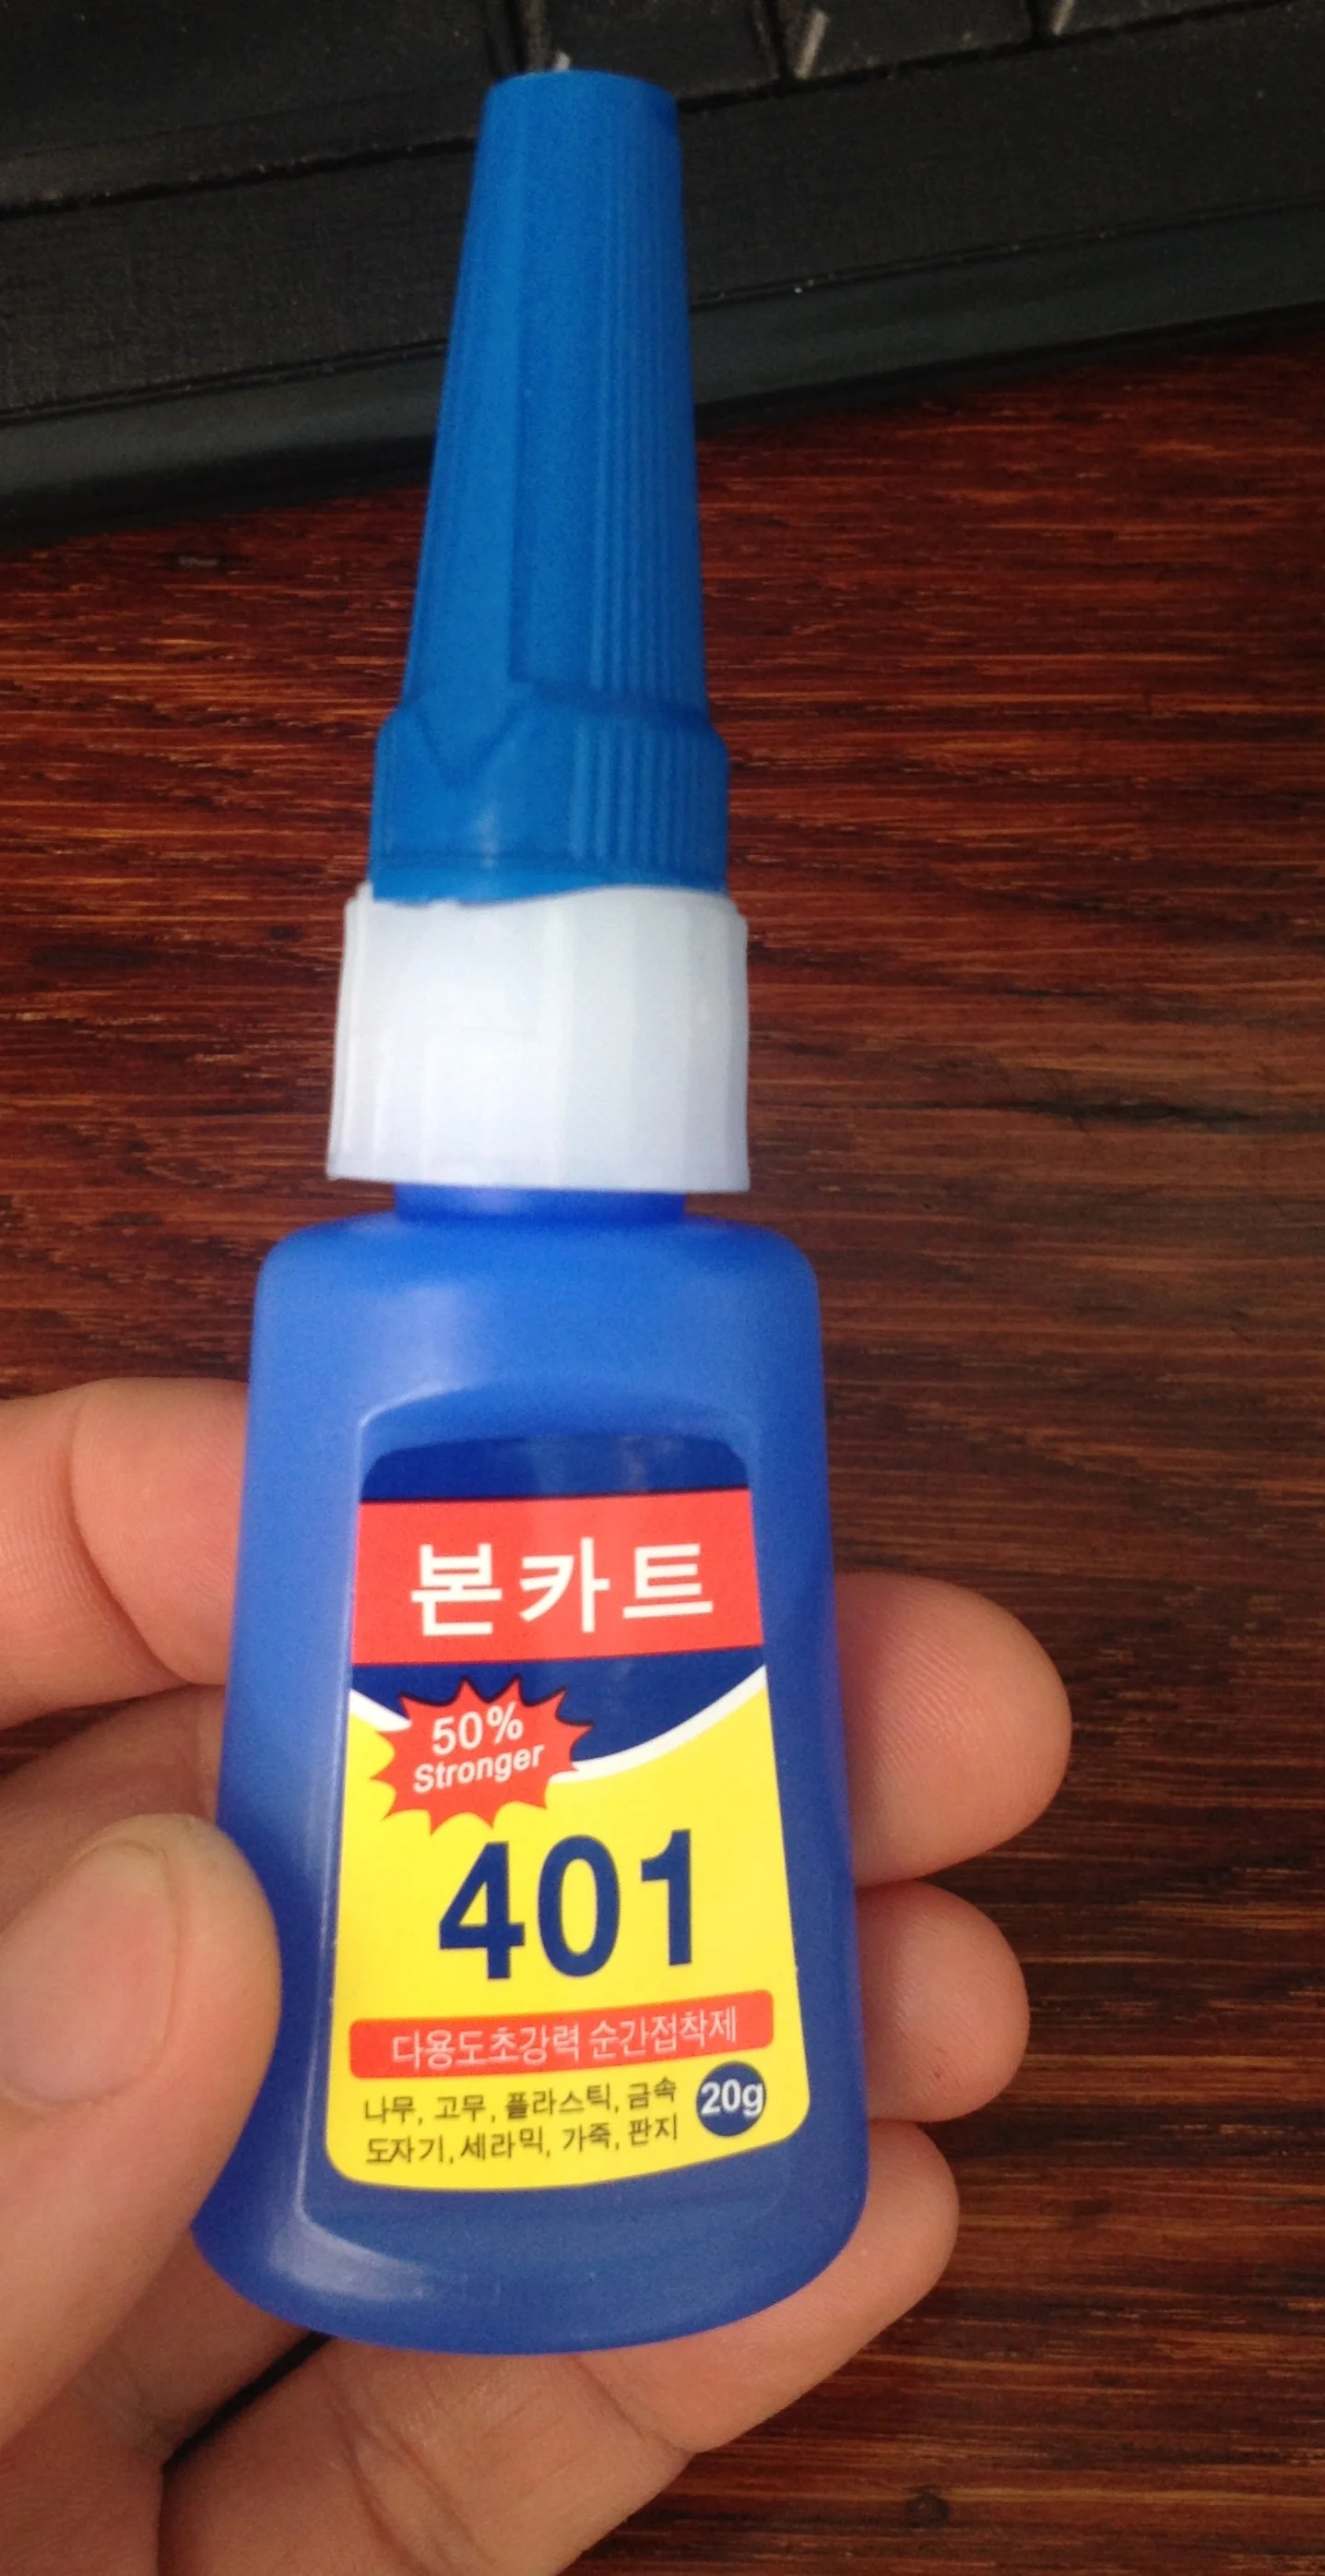 본카트
50%
Stronger
401
다용도초강력 순간접착제
나무, 고무, 플라스틱, 금속
도자기, 세라믹, 가죽, 판지
20g